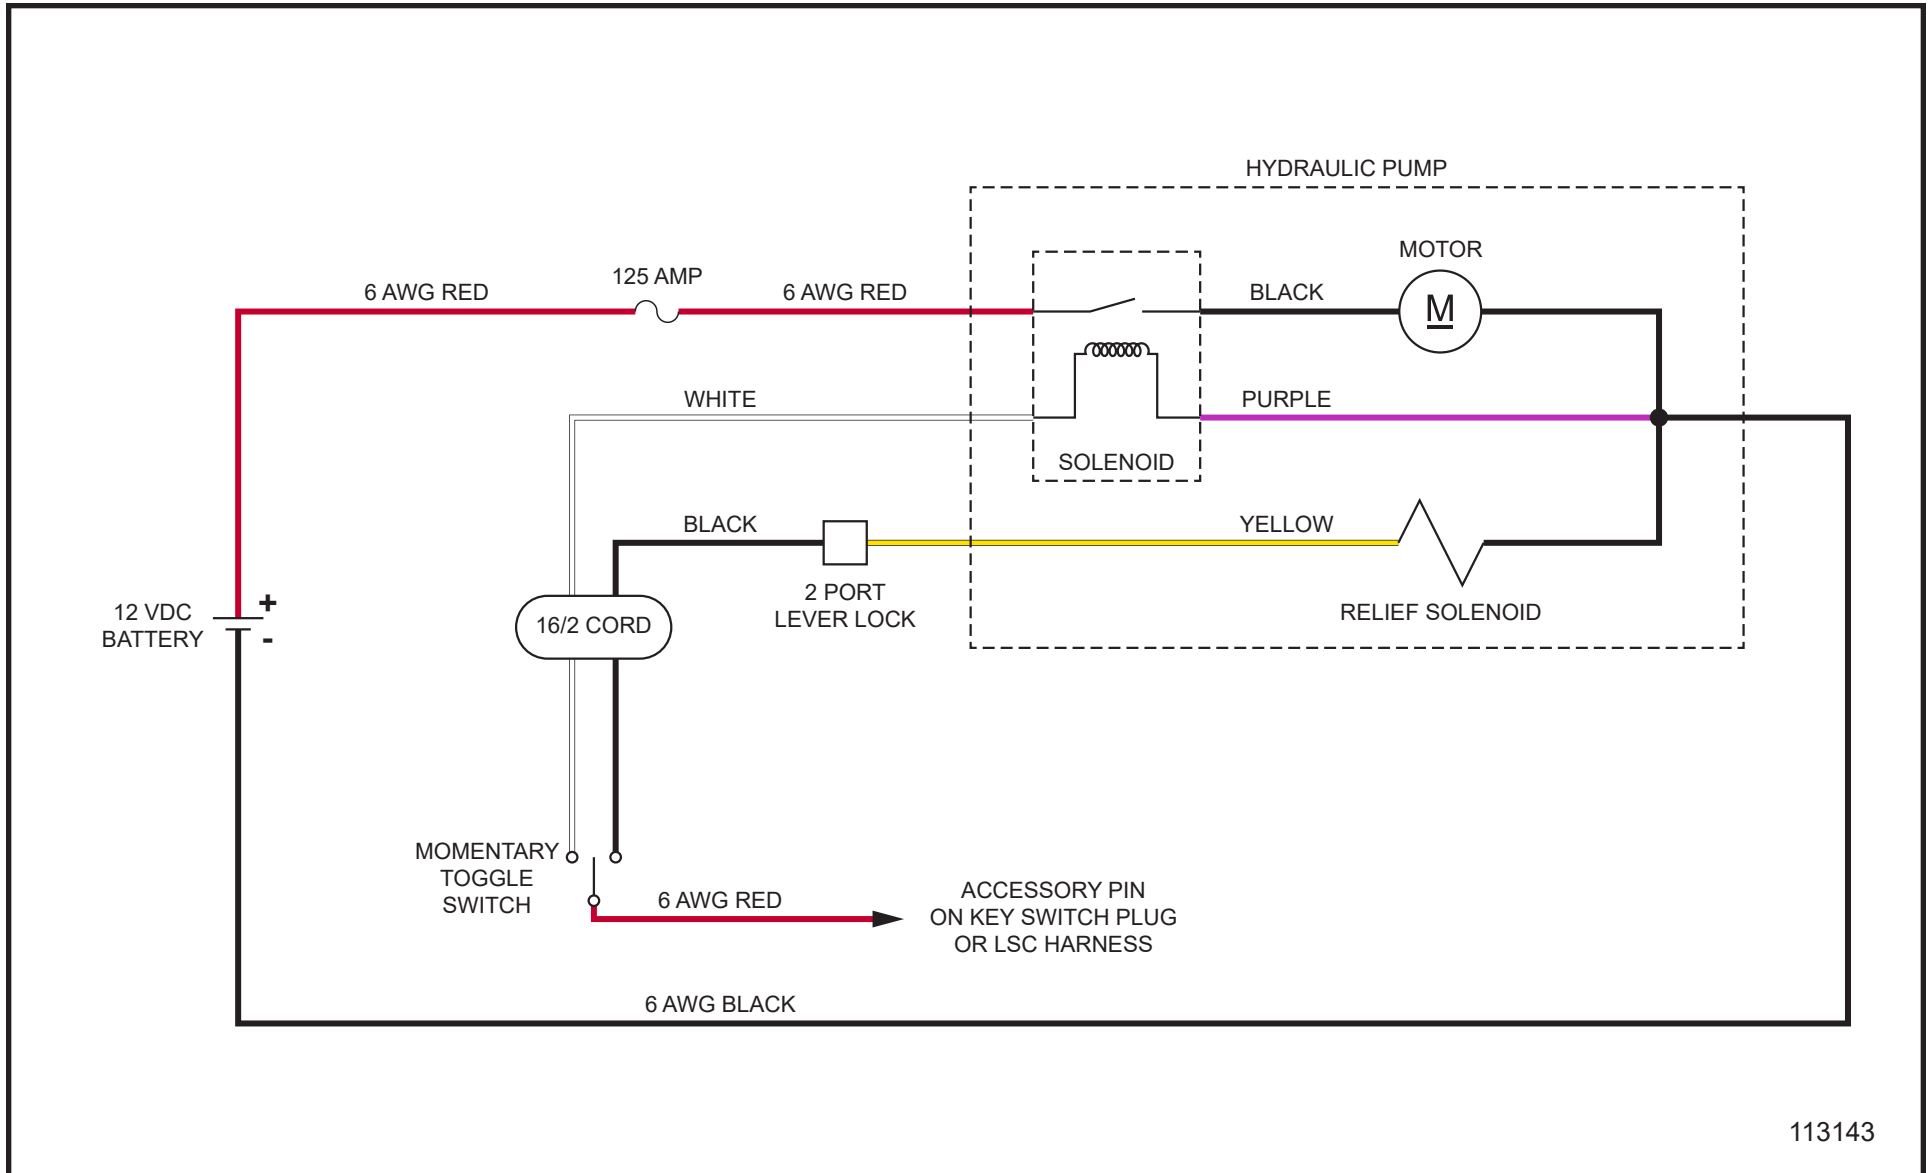 HYDRAULIC PUMP
MOTOR
125 AMP
6 AWG RED
6 AWG RED
BLACK
M
WHITE
PURPLE
SOLENOID
BLACK
YELLOW
2 PORT
LEVER LOCK
RELIEF SOLENOID
12 VDC
BATTERY
+
-
16/2 CORD
MOMENTARY
TOGGLE
SWITCH
6 AWG RED
ACCESSORY PIN
ON KEY SWITCH PLUG
OR LSC HARNESS
6 AWG BLACK
113143